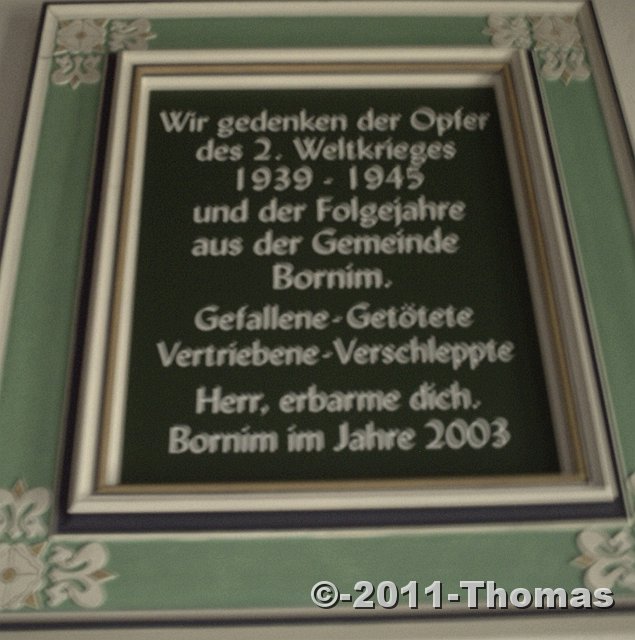 Wir gedenken der Opfer
des 2. Weltkrieges
1939 - 1945
und der Folgejahre
aus der Gemeinde
Bornim.
Gefallene-Getötete
Vertriebene-Verschleppte
Herr, erbarme dich.
Bornim im Jahre 2003
©-2011-Thomas